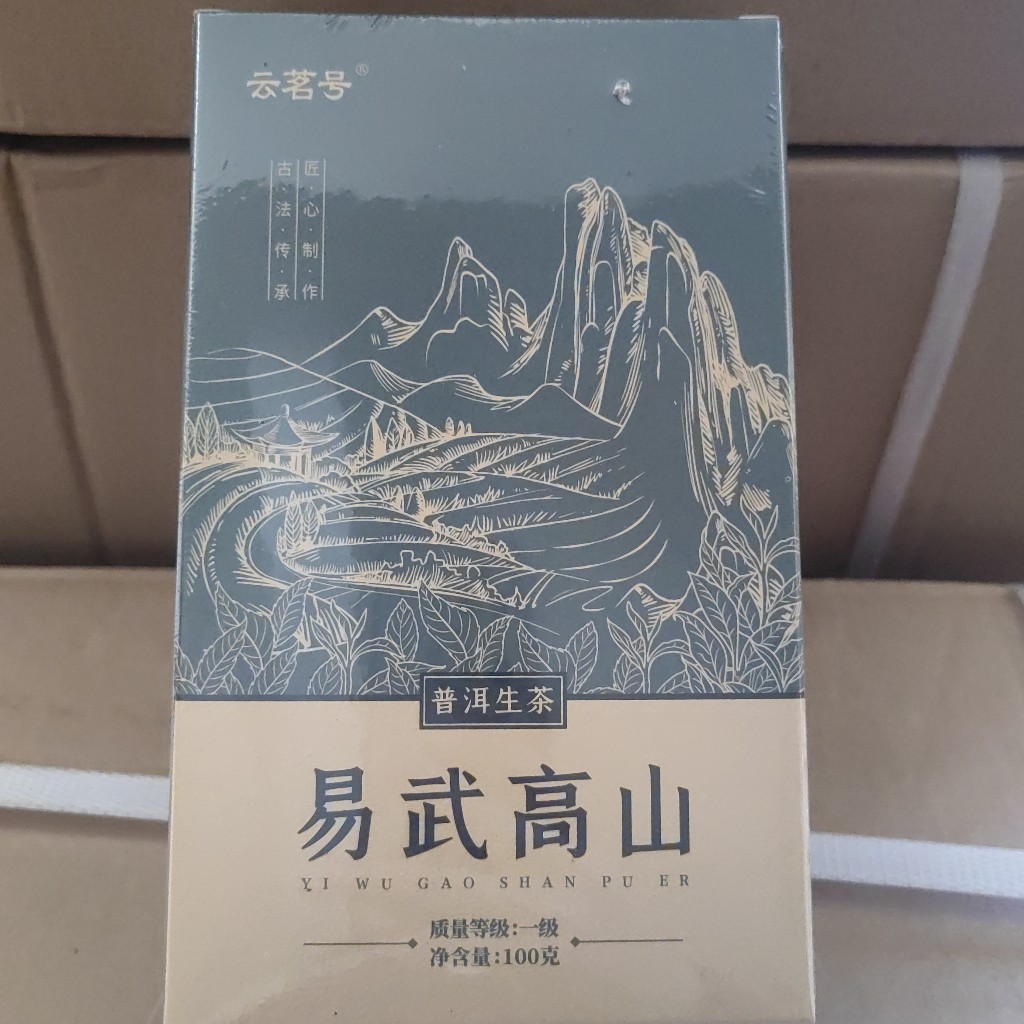 云茗号®
匠·心·制·作
古·法·传·承
普洱生茶
易武高山
YI WU GAO SHAN PU ER
质量等级:一级
净含量:100克